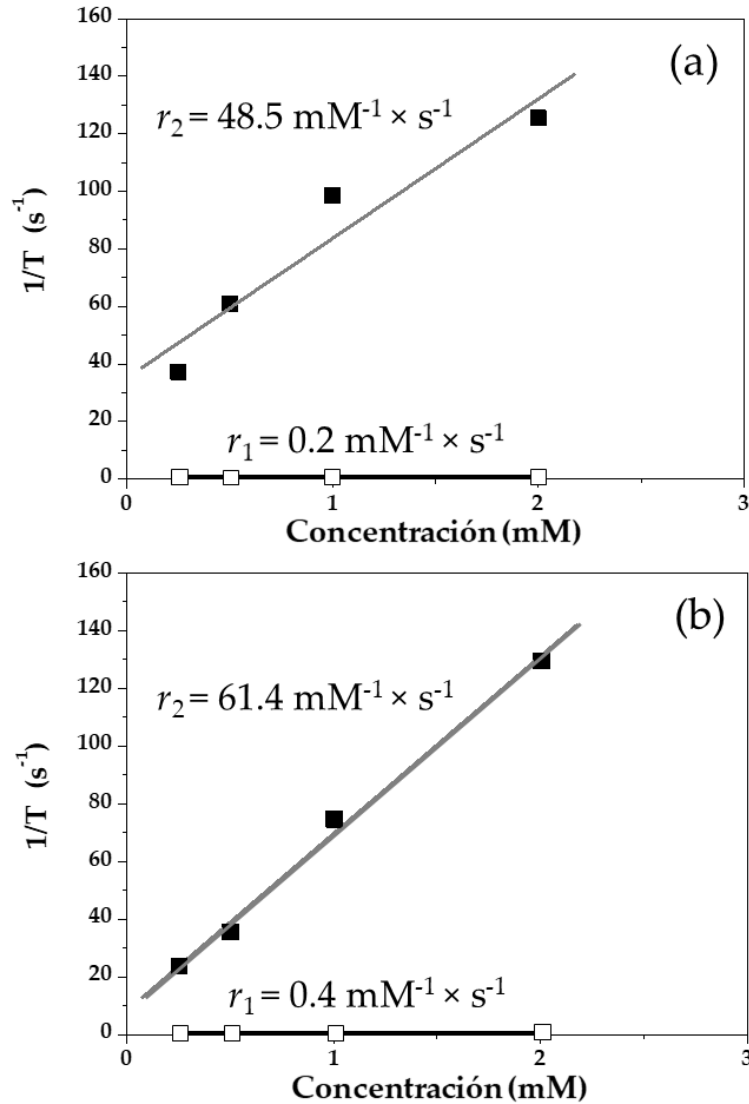 160
(a)
140
r₂ = 48.5 mM⁻¹ × s⁻¹
120
100
1/T (s⁻¹)
80
60
40
20
r₁ = 0.2 mM⁻¹ × s⁻¹
0
0 1 2 3
Concentración (mM)
160
(b)
140
r₂ = 61.4 mM⁻¹ × s⁻¹
120
100
1/T (s⁻¹)
80
60
40
20
r₁ = 0.4 mM⁻¹ × s⁻¹
0
0 1 2 3
Concentración (mM)